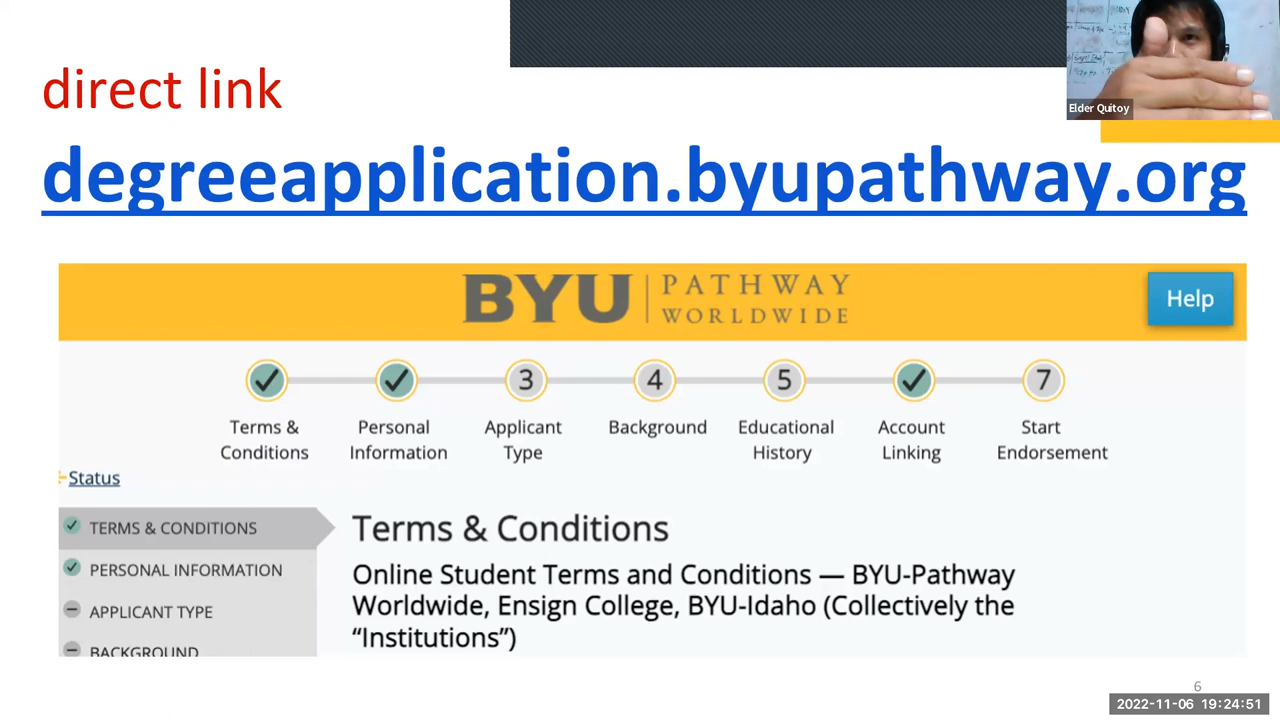 direct link
Elder Quitoy
degreeapplication.byupathway.org
BYU PATHWAY WORLDWIDE
Help
3 4 5 7
Terms & Conditions
Personal Information
Applicant Type
Background
Educational History
Account Linking
Start Endorsement
Status
TERMS & CONDITIONS
PERSONAL INFORMATION
APPLICANT TYPE
BACKGROUND
Terms & Conditions
Online Student Terms and Conditions — BYU-Pathway
Worldwide, Ensign College, BYU-Idaho (Collectively the
“Institutions”)
6
2022-11-06 19:24:51